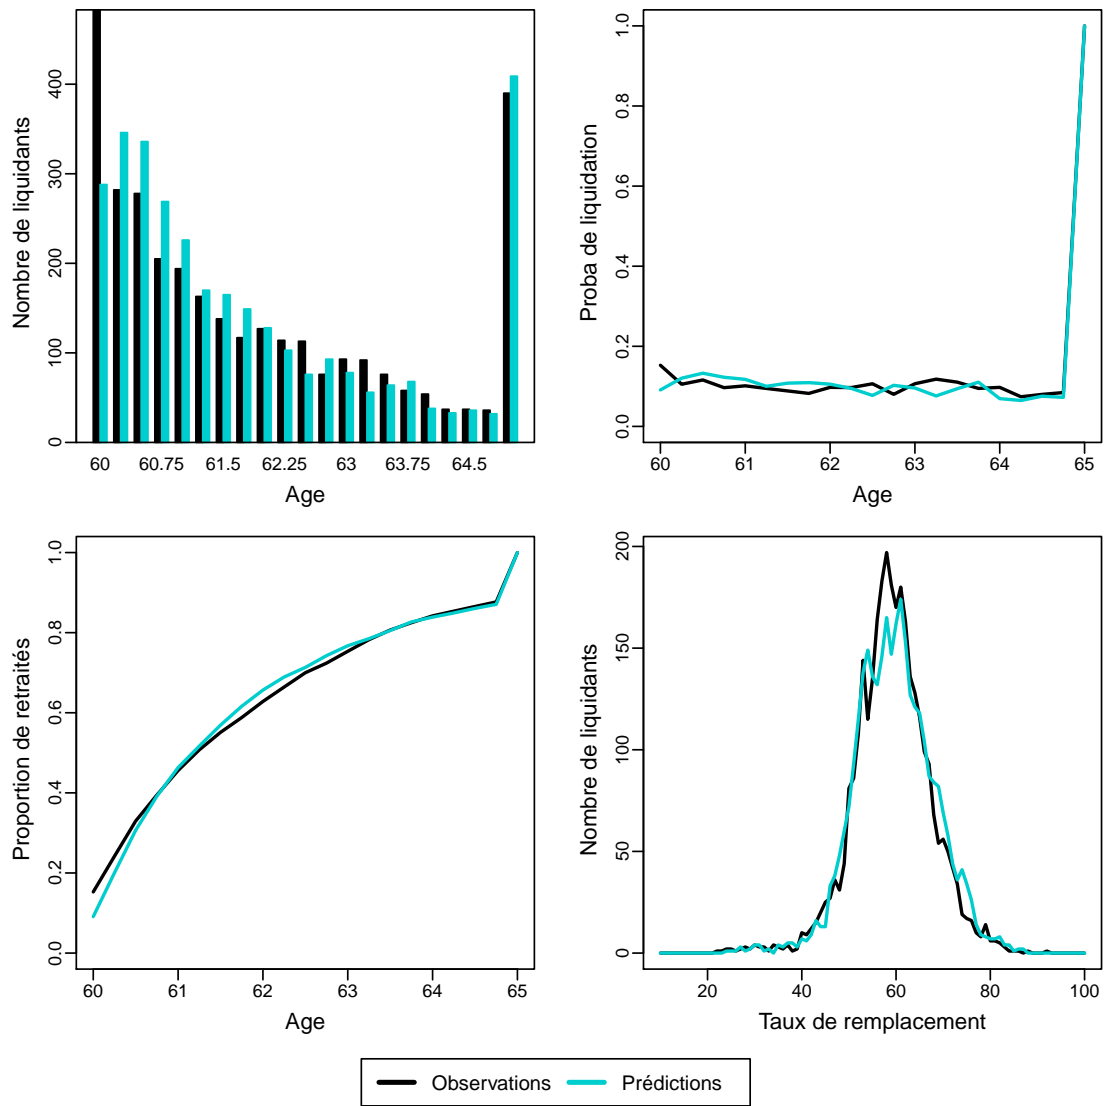 Nombre de liquidants
0 100 200 300 400
60 60.75 61.5 62.25 63 63.75 64.5
Age
Proba de liquidation
0.0 0.2 0.4 0.6 0.8 1.0
60 61 62 63 64 65
Age
Proportion de retraités
0.0 0.2 0.4 0.6 0.8 1.0
60 61 62 63 64 65
Age
Nombre de liquidants
0 50 100 150 200
20 40 60 80 100
Taux de remplacement
Observations Prédictions